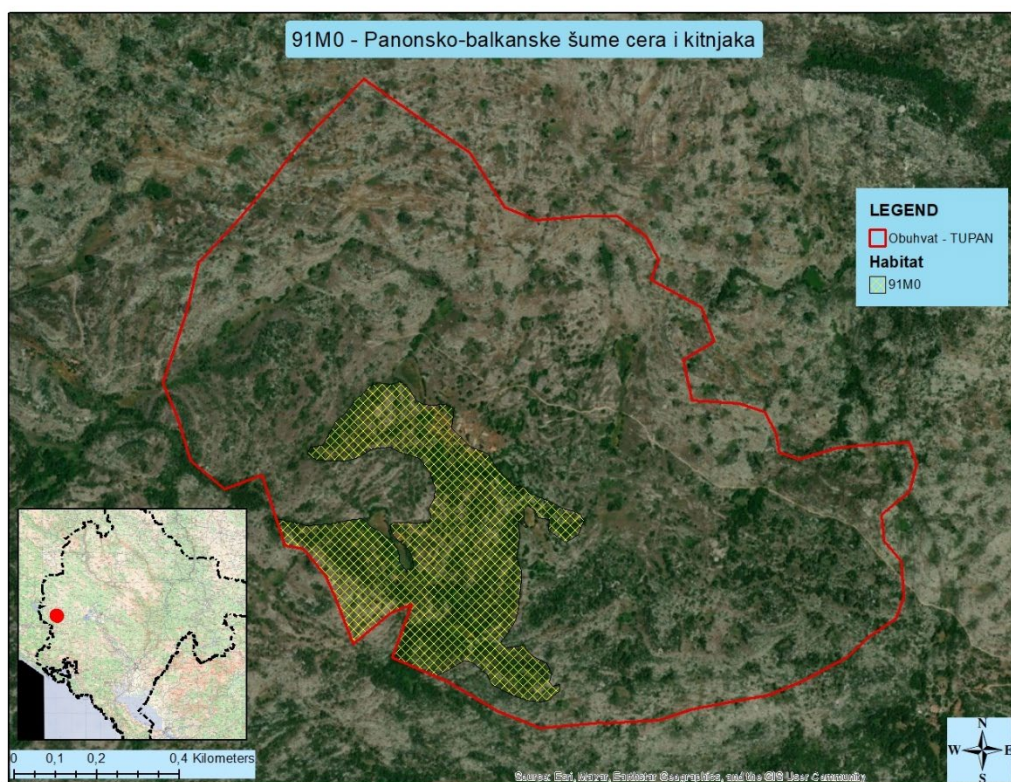 91M0 - Panonsko-balkanske šume cera i kitnjaka
LEGEND
Obuhvat - TUPAN
Habitat
91M0
0 0,1 0,2 0,4 Kilometers
N
W E
S
Source: Esri, Maxar, Earthstar Geographics, and the GIS User Community